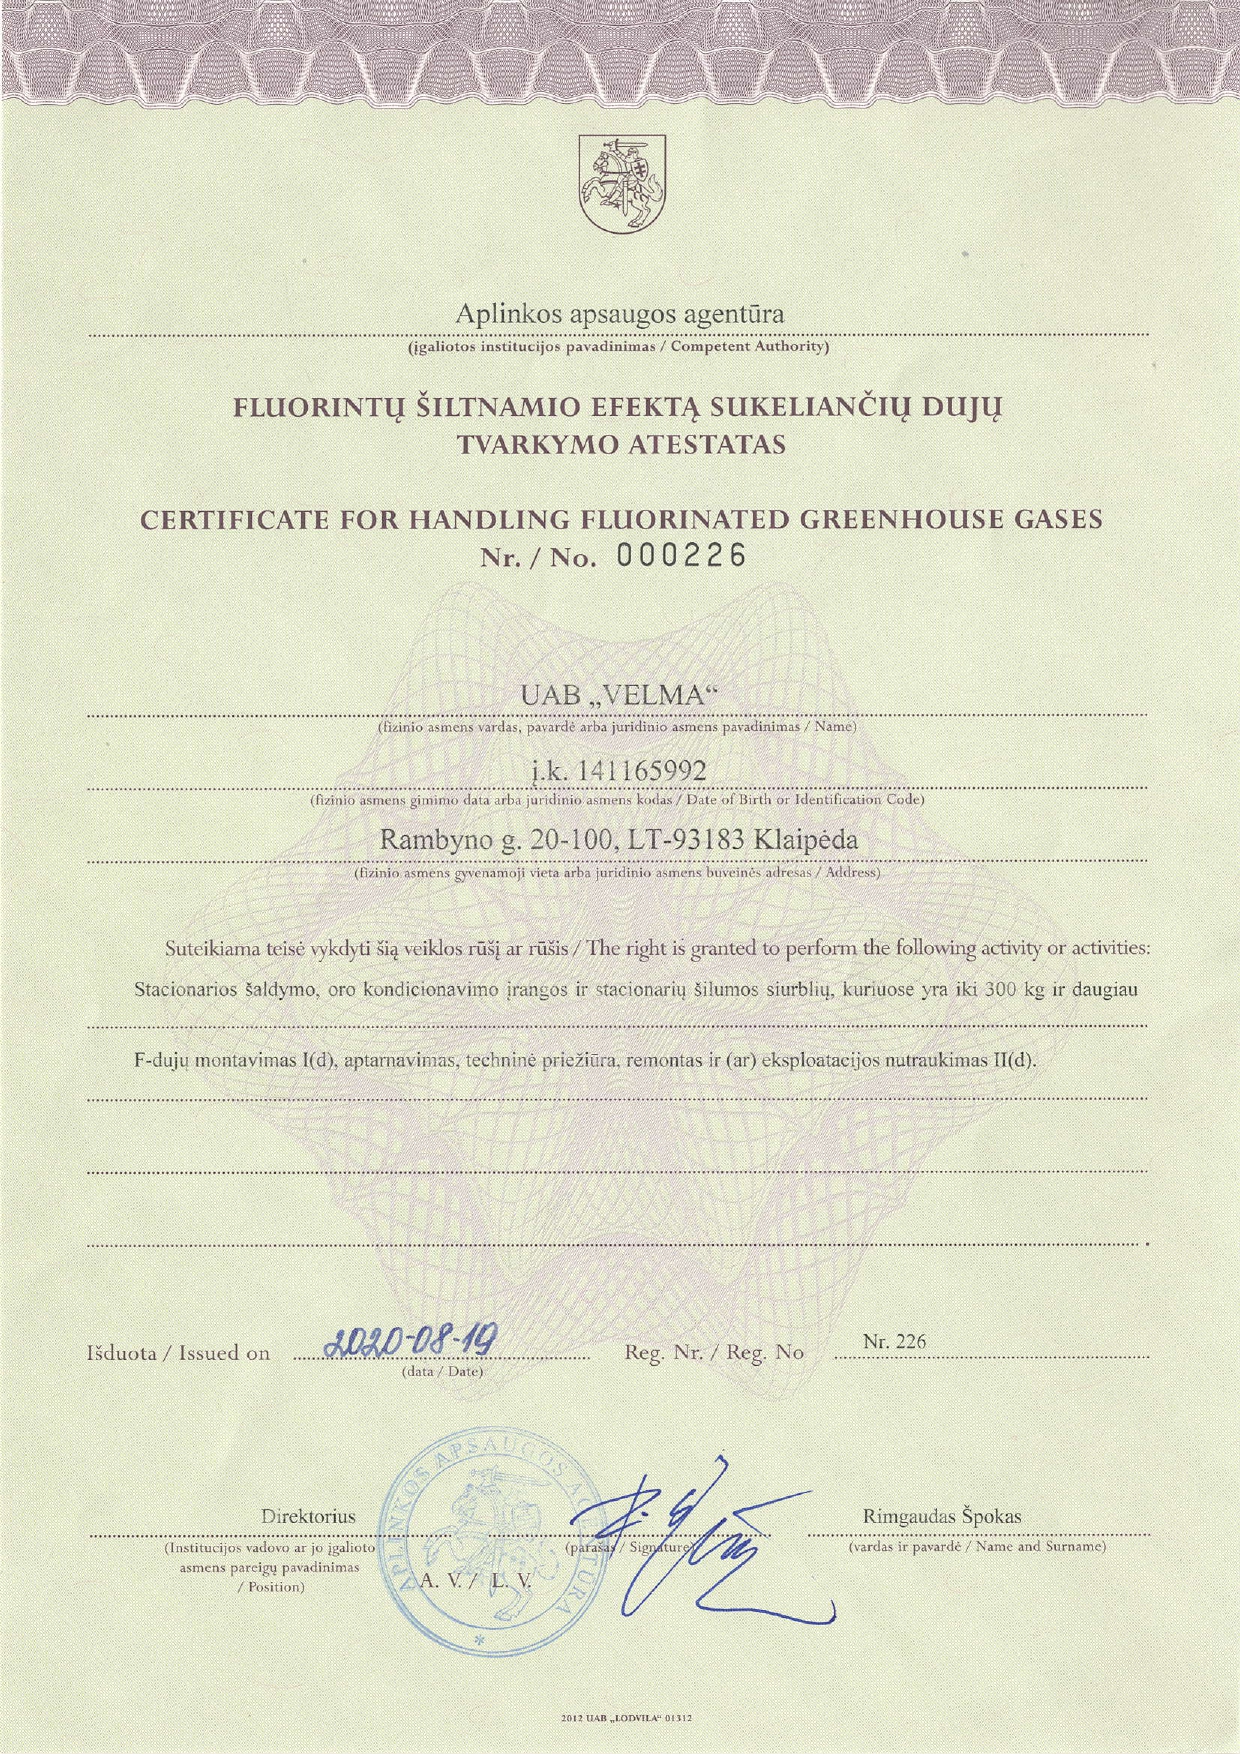 Aplinkos apsaugos agentūra
(įgaliotos institucijos pavadinimas / Competent Authority)
FLUORINTŲ ŠILTNAMIO EFEKTĄ SUKELIANČIŲ DUJŲ
TVARKYMO ATESTATAS
CERTIFICATE FOR HANDLING FLUORINATED GREENHOUSE GASES
Nr. / No. 000226
UAB „VELMA“
(fizinio asmens vardas, pavardė arba juridinio asmens pavadinimas / Name)
į.k. 141165992
(fizinio asmens gimimo data arba juridinio asmens kodas / Date of Birth or Identification Code)
Rambyno g. 20-100, LT-93183 Klaipėda
(fizinio asmens gyvenamoji vieta arba juridinio asmens buveinės adresas / Address)
Suteikiama teisė vykdyti šią veiklos rūšį ar rūšis / The right is granted to perform the following activity or activities:
Stacionarios šaldymo, oro kondicionavimo įrangos ir stacionarių šilumos siurblių, kuriuose yra iki 300 kg ir daugiau
F-dujų montavimas I(d), aptarnavimas, techninė priežiūra, remontas ir (ar) eksploatacijos nutraukimas II(d).
Išduota / Issued on 2020-08-19 Reg. Nr. / Reg. No Nr. 226
(data / Date)
APLINKOS APSAUGOS AGENTŪRA
Direktorius Rimgaudas Špokas
(Institucijos vadovo ar jo įgalioto (parašas / Signature) (vardas ir pavardė / Name and Surname)
asmens pareigų pavadinimas
/ Position) A. V. / L. V.
2012 UAB „LODVILA“ 01312